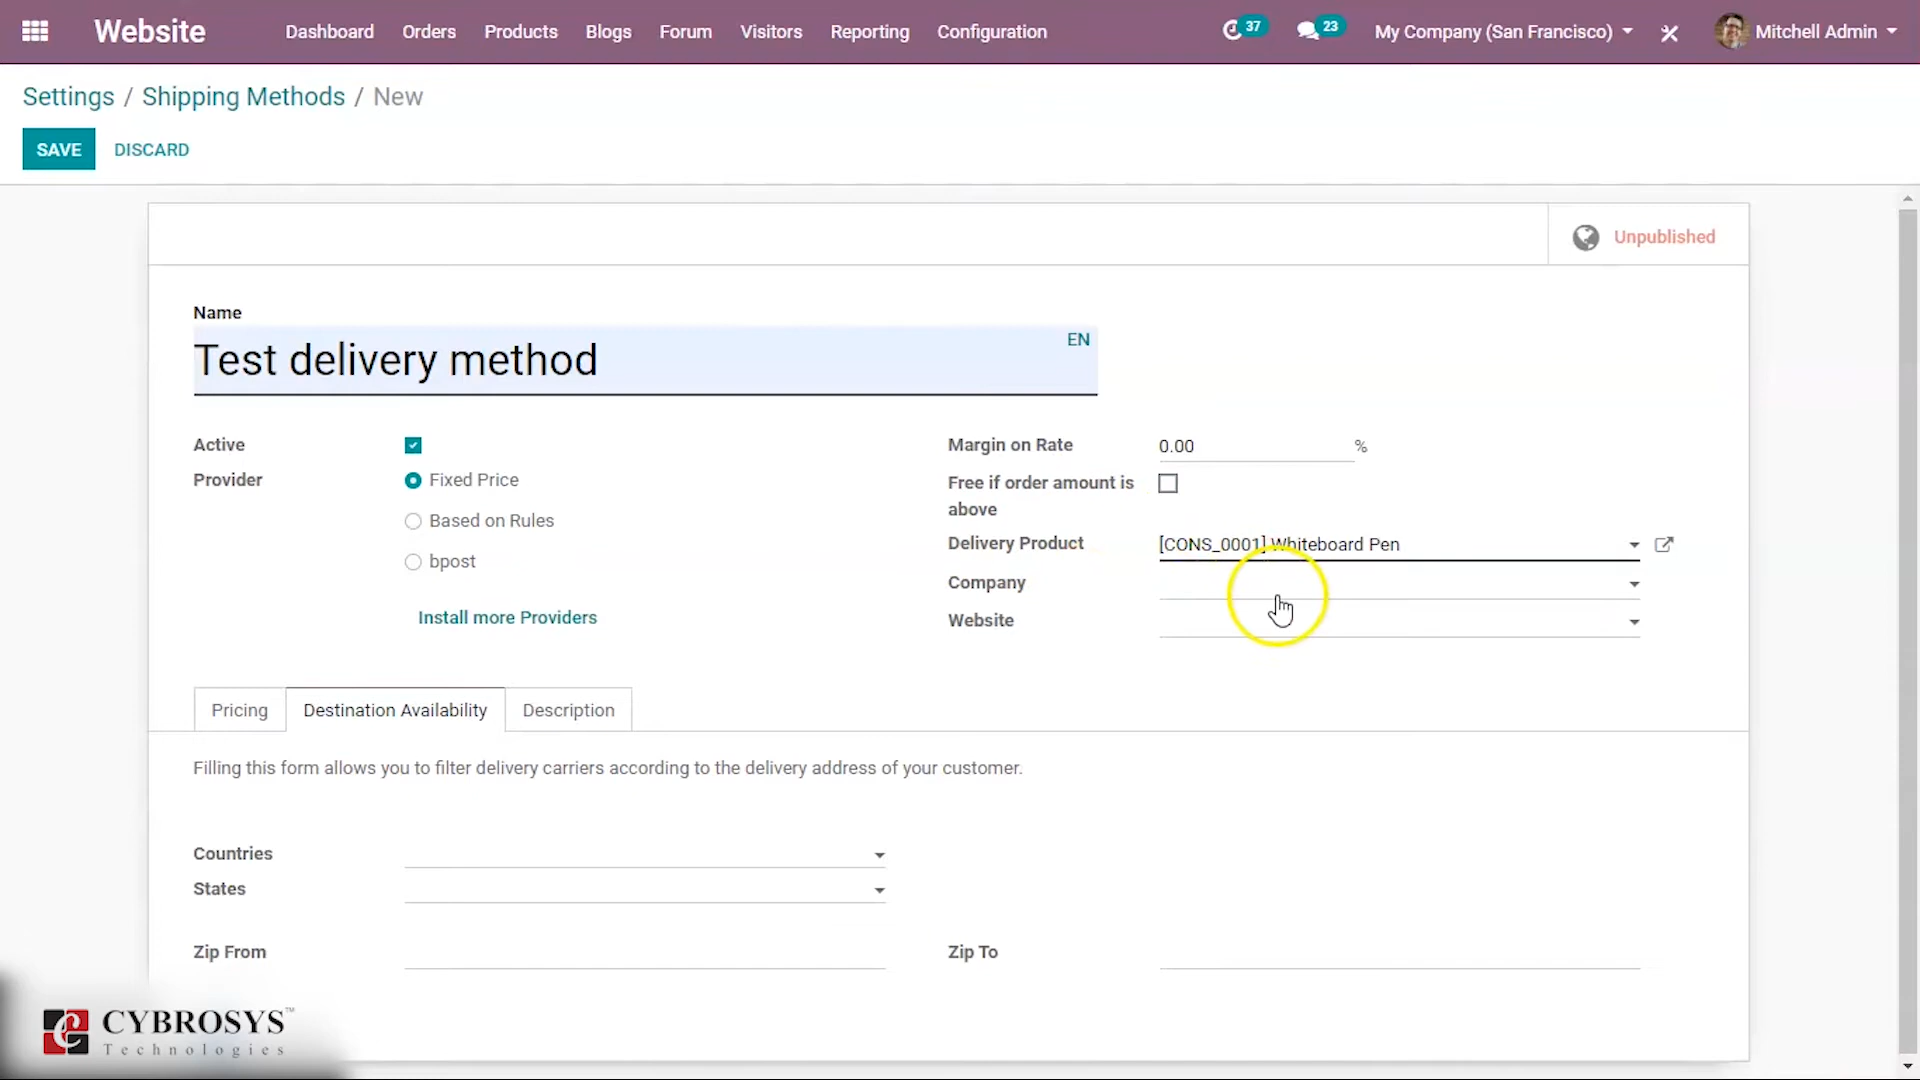 Website Dashboard Orders Products Blogs Forum Visitors Reporting Configuration 37 23 My Company (San Francisco) Mitchell Admin
Settings / Shipping Methods / New
SAVE DISCARD
Unpublished
Name
Test delivery method EN
Active Margin on Rate 0.00 %
Provider Fixed Price Free if order amount is above
Based on Rules
Delivery Product [CONS_0001] Whiteboard Pen
bpost Company
Install more Providers Website
Pricing Destination Availability Description
Filling this form allows you to filter delivery carriers according to the delivery address of your customer.
Countries
States
Zip From Zip To
CYBROSYS™
Technologies